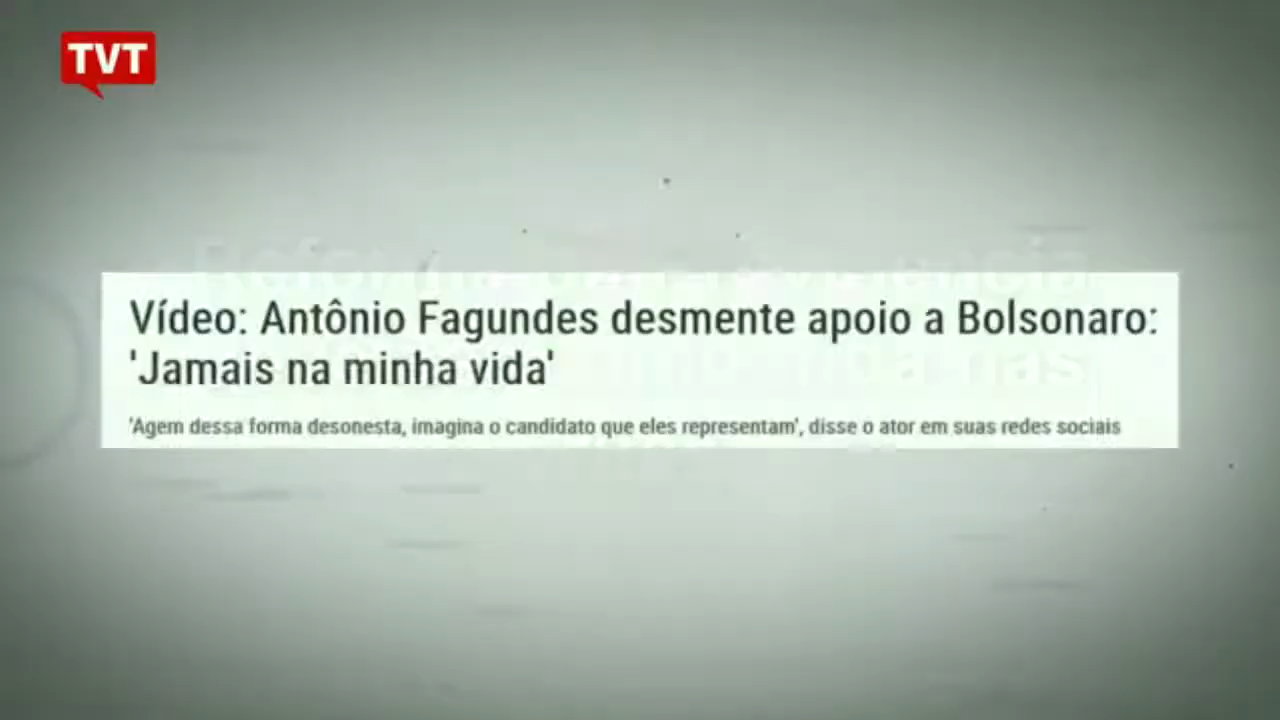 TVT
Vídeo: Antônio Fagundes desmente apoio a Bolsonaro:
'Jamais na minha vida'
'Agem dessa forma desonesta, imagina o candidato que eles representam', disse o ator em suas redes sociais